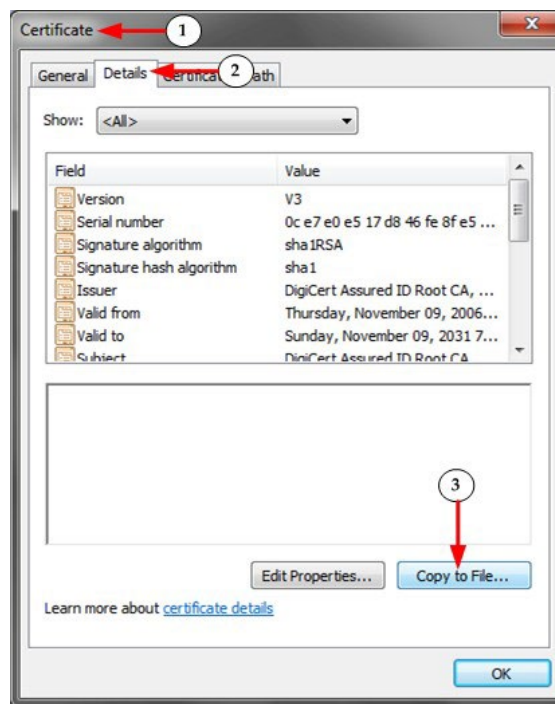 Certificate
1
General Details Certificat ath
2
Show: <All>
Field Value
Version V3
Serial number 0c e7 e0 e5 17 d8 46 fe 8f e5 ...
Signature algorithm sha1RSA
Signature hash algorithm sha1
Issuer DigiCert Assured ID Root CA, ...
Valid from Thursday, November 09, 2006...
Valid to Sunday, November 09, 2031 7...
Subject DigiCert Assured ID Root CA
3
Edit Properties... Copy to File...
Learn more about certificate details
OK